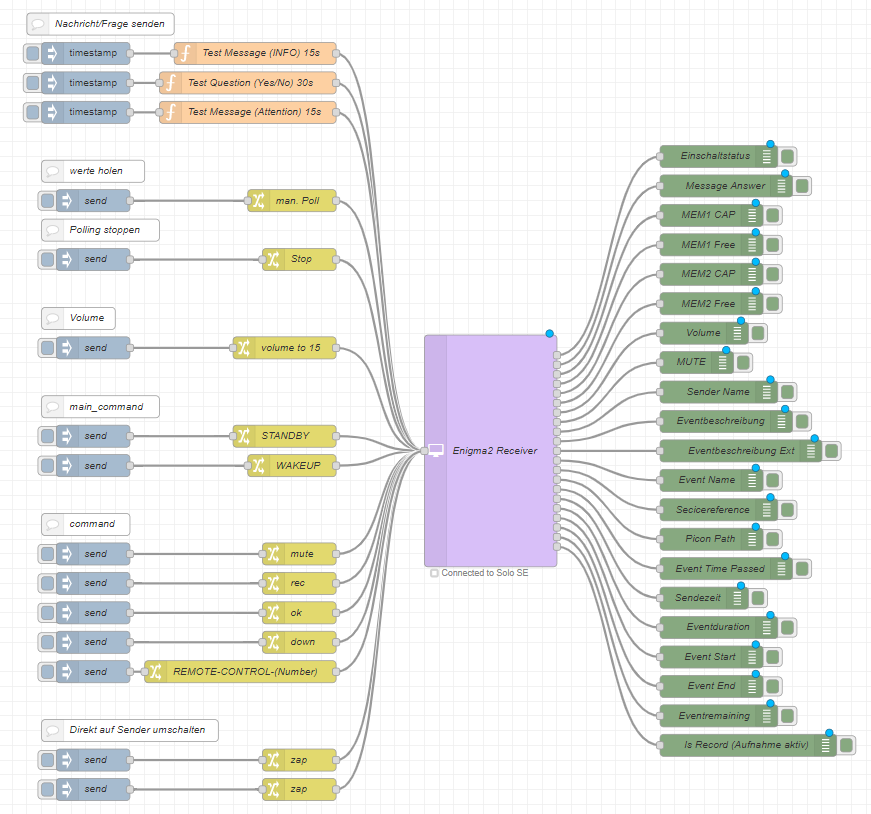 Nachricht/Frage senden
timestamp
Test Message (INFO) 15s
timestamp
Test Question (Yes/No) 30s
timestamp
Test Message (Attention) 15s
werte holen
send
man. Poll
Polling stoppen
send
Stop
Volume
send
volume to 15
main_command
send
STANDBY
send
WAKEUP
command
send
mute
send
rec
send
ok
send
down
send
REMOTE-CONTROL-(Number)
Direkt auf Sender umschalten
send
zap
send
zap
Enigma2 Receiver
Connected to Solo SE
Einschaltstatus
Message Answer
MEM1 CAP
MEM1 Free
MEM2 CAP
MEM2 Free
Volume
MUTE
Sender Name
Eventbeschreibung
Eventbeschreibung Ext
Event Name
Secicereference
Picon Path
Event Time Passed
Sendezeit
Eventduration
Event Start
Event End
Eventremaining
Is Record (Aufnahme aktiv)